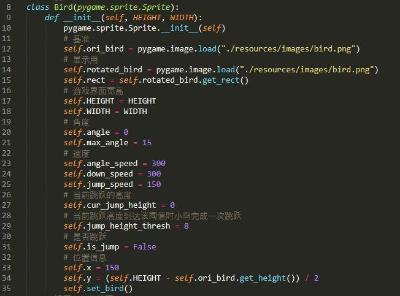 8 class Bird(pygame.sprite.Sprite):
9 def __init__(self, HEIGHT, WIDTH):
10 pygame.sprite.Sprite.__init__(self)
11 # 基准
12 self.ori_bird = pygame.image.load("./resources/images/bird.png")
13 # 显示用
14 self.rotated_bird = pygame.image.load("./resources/images/bird.png")
15 self.rect = self.rotated_bird.get_rect()
16 # 游戏界面宽高
17 self.HEIGHT = HEIGHT
18 self.WIDTH = WIDTH
19 # 角度
20 self.angle = 0
21 self.max_angle = 15
22 # 速度
23 self.angle_speed = 300
24 self.down_speed = 300
25 self.jump_speed = 150
26 # 当前跳跃的高度
27 self.cur_jump_height = 0
28 # 当前跳跃高度到达该阈值时小鸟完成一次跳跃
29 self.jump_height_thresh = 8
30 # 是否跳跃
31 self.is_jump = False
32 # 位置信息
33 self.x = 150
34 self.y = (self.HEIGHT - self.ori_bird.get_height()) / 2
35 self.set_bird()